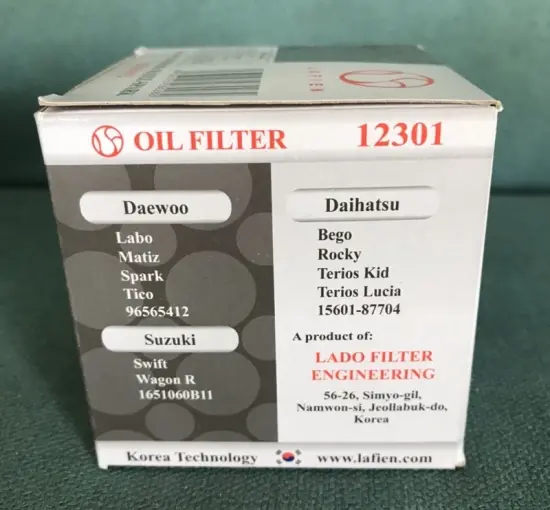 LAFIEN
OIL FILTER 12301
Daewoo
Labo
Matiz
Spark
Tico
96565412
Suzuki
Swift
Wagon R
1651060B11
Daihatsu
Bego
Rocky
Terios Kid
Terios Lucia
15601-87704
A product of:
LADO FILTER
ENGINEERING
56-26, Simyo-gil,
Namwon-si, Jeollabuk-do,
Korea
Korea Technology www.lafien.com